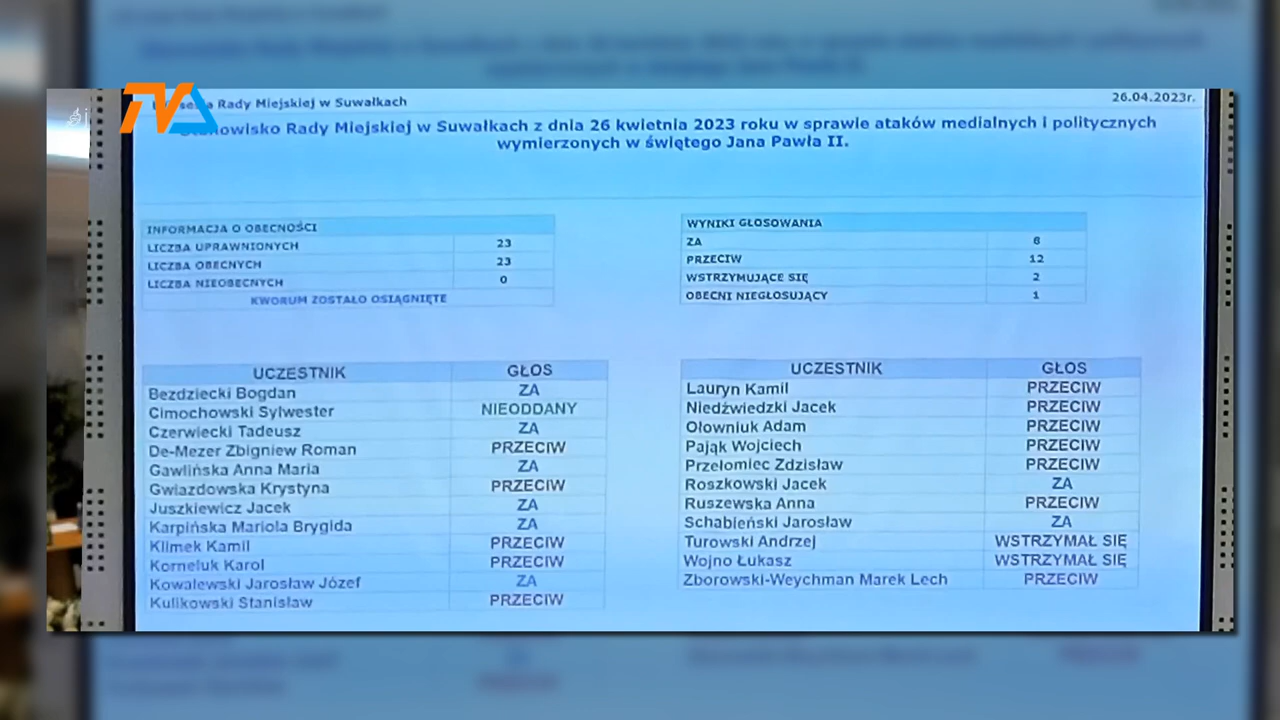 TVA
Rady Miejskiej w Suwałkach
26.04.2023r.
Stanowisko Rady Miejskiej w Suwałkach z dnia 26 kwietnia 2023 roku w sprawie ataków medialnych i politycznych
wymierzonych w świętego Jana Pawła II.
INFORMACJA O OBECNOŚCI
LICZBA UPRAWNIONYCH 23
LICZBA OBECNYCH 23
LICZBA NIEOBECNYCH 0
KWORUM ZOSTAŁO OSIĄGNIĘTE
WYNIKI GŁOSOWANIA
ZA 8
PRZECIW 12
WSTRZYMUJĄCE SIĘ 2
OBECNI NIEGŁOSUJĄCY 1
UCZESTNIK GŁOS
Bezdziecki Bogdan ZA
Cimochowski Sylwester NIEODDANY
Czerwiecki Tadeusz ZA
De-Mezer Zbigniew Roman PRZECIW
Gawlińska Anna Maria ZA
Gwiazdowska Krystyna PRZECIW
Juszkiewicz Jacek ZA
Karpińska Mariola Brygida ZA
Klimek Kamil PRZECIW
Korneluk Karol PRZECIW
Kowalewski Jarosław Józef ZA
Kulikowski Stanisław PRZECIW
UCZESTNIK GŁOS
Lauryn Kamil PRZECIW
Niedźwiedzki Jacek PRZECIW
Ołowniuk Adam PRZECIW
Pająk Wojciech PRZECIW
Przełomiec Zdzisław PRZECIW
Roszkowski Jacek ZA
Ruszewska Anna PRZECIW
Schabieński Jarosław ZA
Turowski Andrzej WSTRZYMAŁ SIĘ
Wojno Łukasz WSTRZYMAŁ SIĘ
Zborowski-Weychman Marek Lech PRZECIW